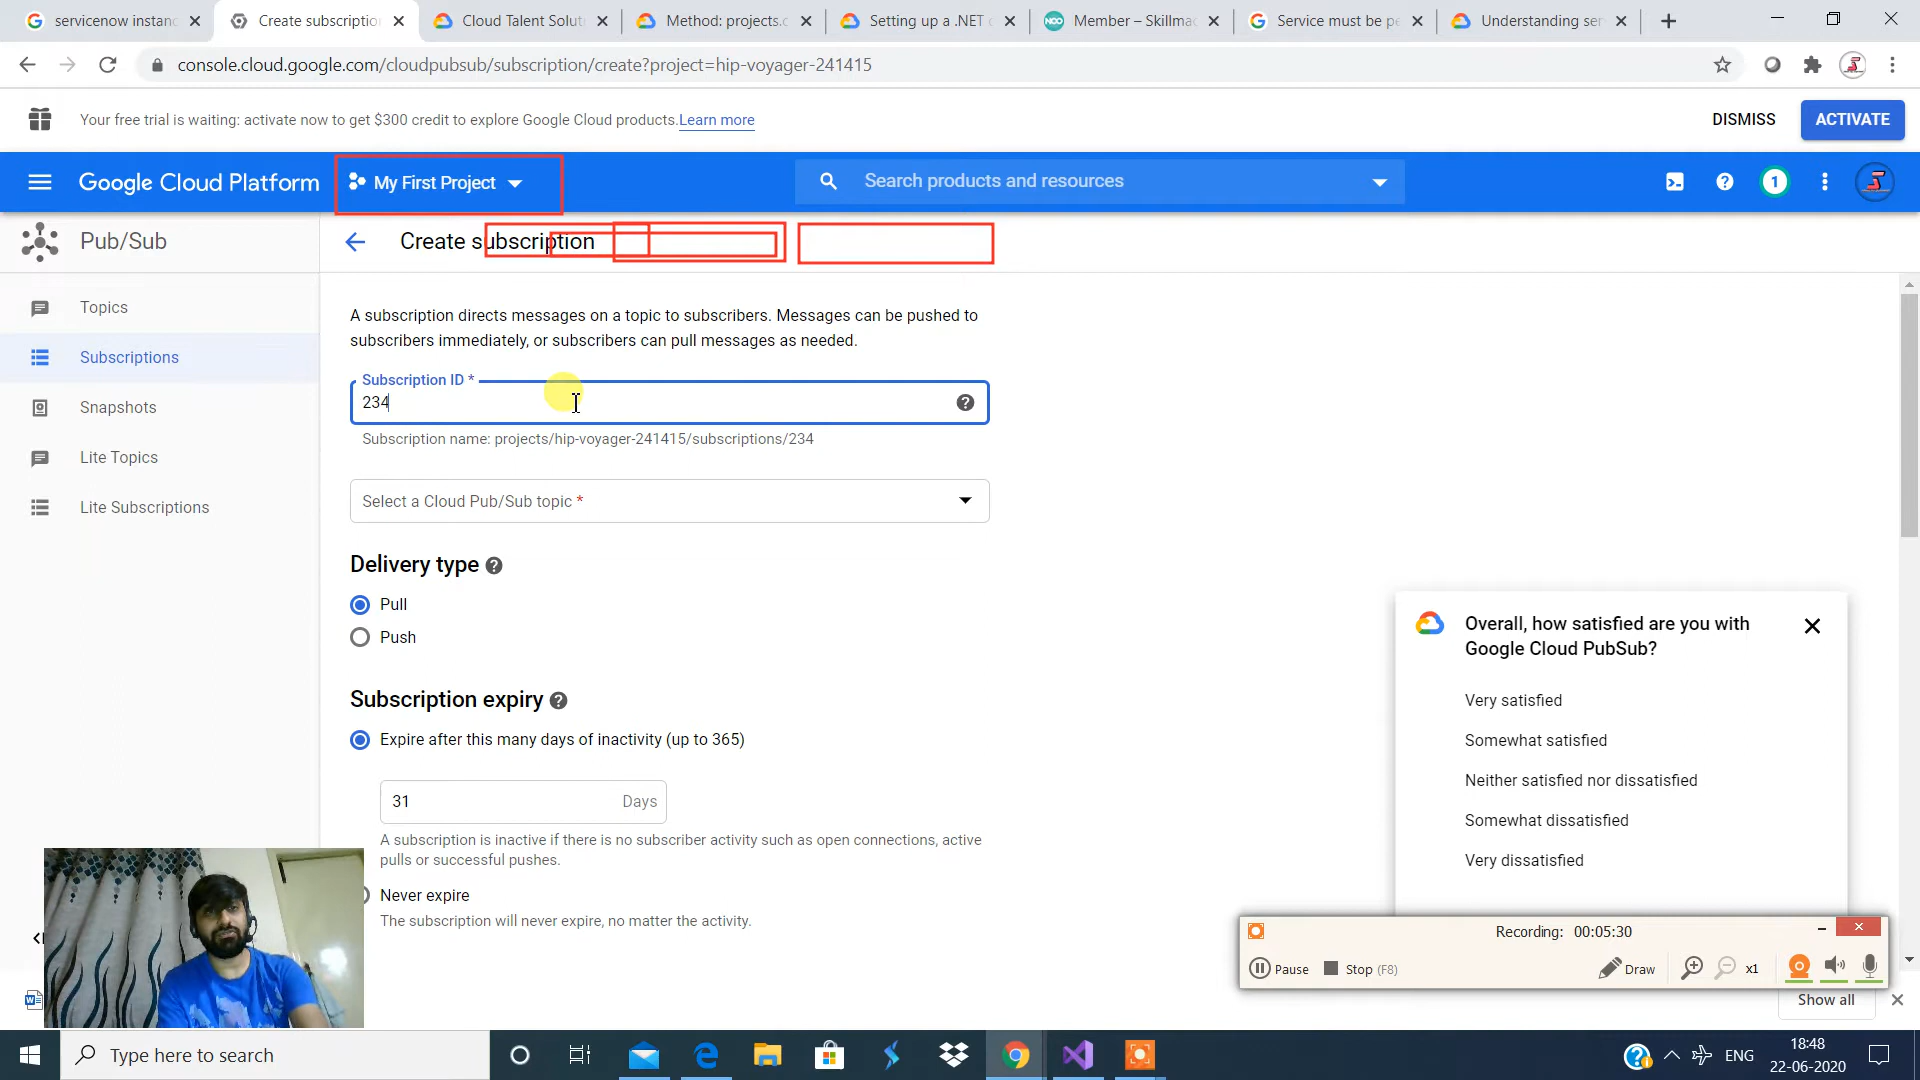 servicenow instanc
Create subscription
Cloud Talent Soluti
Method: projects.c
Setting up a .NET d
Member – Skillmag
Service must be pe
Understanding ser
console.cloud.google.com/cloudpubsub/subscription/create?project=hip-voyager-241415
Your free trial is waiting: activate now to get $300 credit to explore Google Cloud products. Learn more
DISMISS
ACTIVATE
Google Cloud Platform
My First Project
Search products and resources
1
Pub/Sub
Create subscription
Topics
Subscriptions
Snapshots
Lite Topics
Lite Subscriptions
A subscription directs messages on a topic to subscribers. Messages can be pushed to
subscribers immediately, or subscribers can pull messages as needed.
Subscription ID *
234
Subscription name: projects/hip-voyager-241415/subscriptions/234
Select a Cloud Pub/Sub topic *
Delivery type
Pull
Push
Subscription expiry
Expire after this many days of inactivity (up to 365)
31 Days
A subscription is inactive if there is no subscriber activity such as open connections, active
pulls or successful pushes.
Never expire
The subscription will never expire, no matter the activity.
Overall, how satisfied are you with
Google Cloud PubSub?
Very satisfied
Somewhat satisfied
Neither satisfied nor dissatisfied
Somewhat dissatisfied
Very dissatisfied
Recording: 00:05:30
Pause
Stop (F8)
Draw
x1
Show all
Type here to search
ENG
18:48
22-06-2020